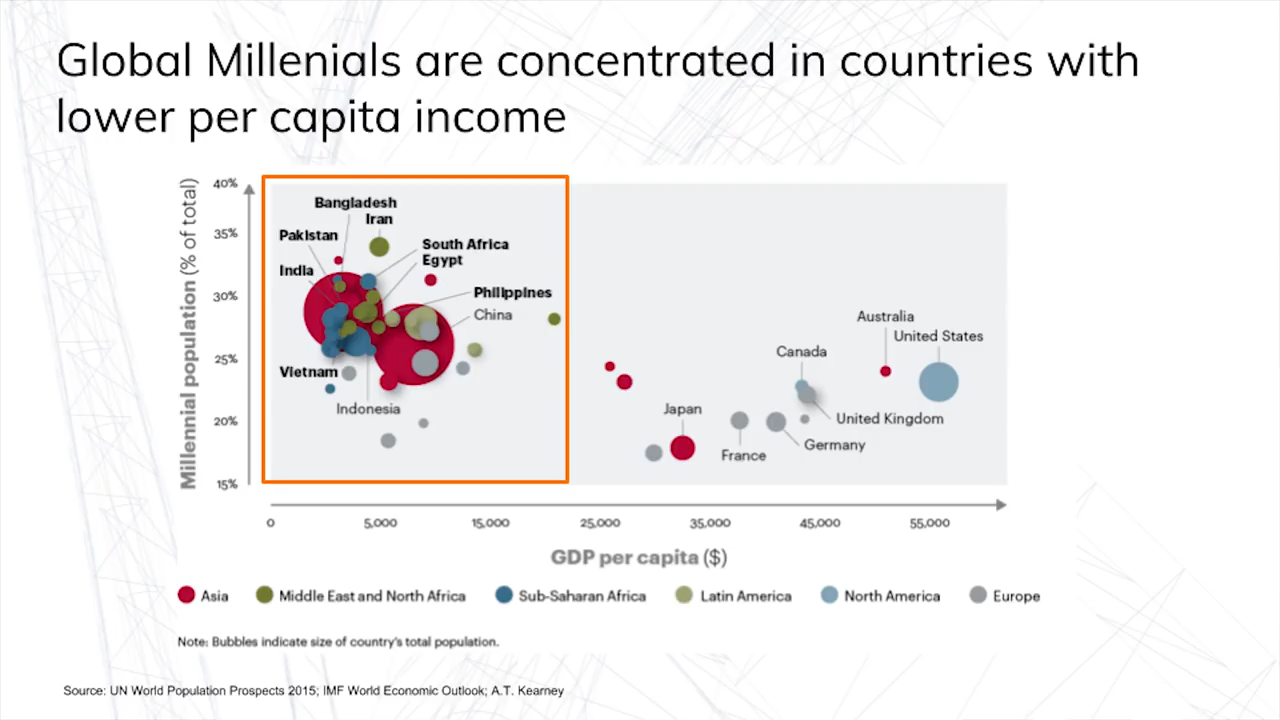 Global Millenials are concentrated in countries with
lower per capita income
Millennial population (% of total)
40%
35%
30%
25%
20%
15%
Bangladesh
Iran
Pakistan
South Africa
India
Egypt
Philippines
China
Vietnam
Indonesia
Australia
United States
Canada
Japan
United Kingdom
Germany
France
0
5,000
15,000
25,000
35,000
45,000
55,000
GDP per capita ($)
Asia
Middle East and North Africa
Sub-Saharan Africa
Latin America
North America
Europe
Note: Bubbles indicate size of country's total population.
Source: UN World Population Prospects 2015; IMF World Economic Outlook; A.T. Kearney